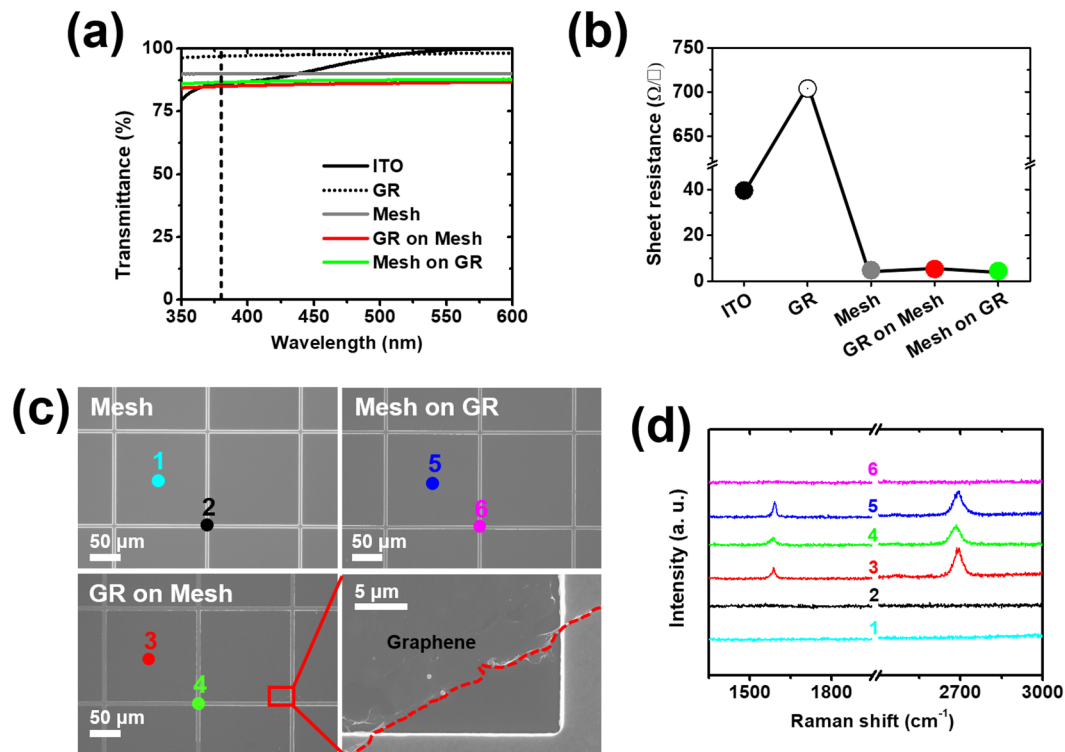 (a)
100
75
50
25
0
Transmittance (%)
ITO
GR
Mesh
GR on Mesh
Mesh on GR
350
400
450
500
550
600
Wavelength (nm)
(b)
750
700
650
40
20
0
Sheet resistance (Ω/□)
ITO
GR
Mesh
GR on Mesh
Mesh on GR
(c)
Mesh
1
2
50 µm
Mesh on GR
5
6
50 µm
GR on Mesh
3
4
50 µm
5 µm
Graphene
(d)
6
5
4
3
2
1
Intensity (a. u.)
1500
1800
2700
3000
Raman shift (cm⁻¹)